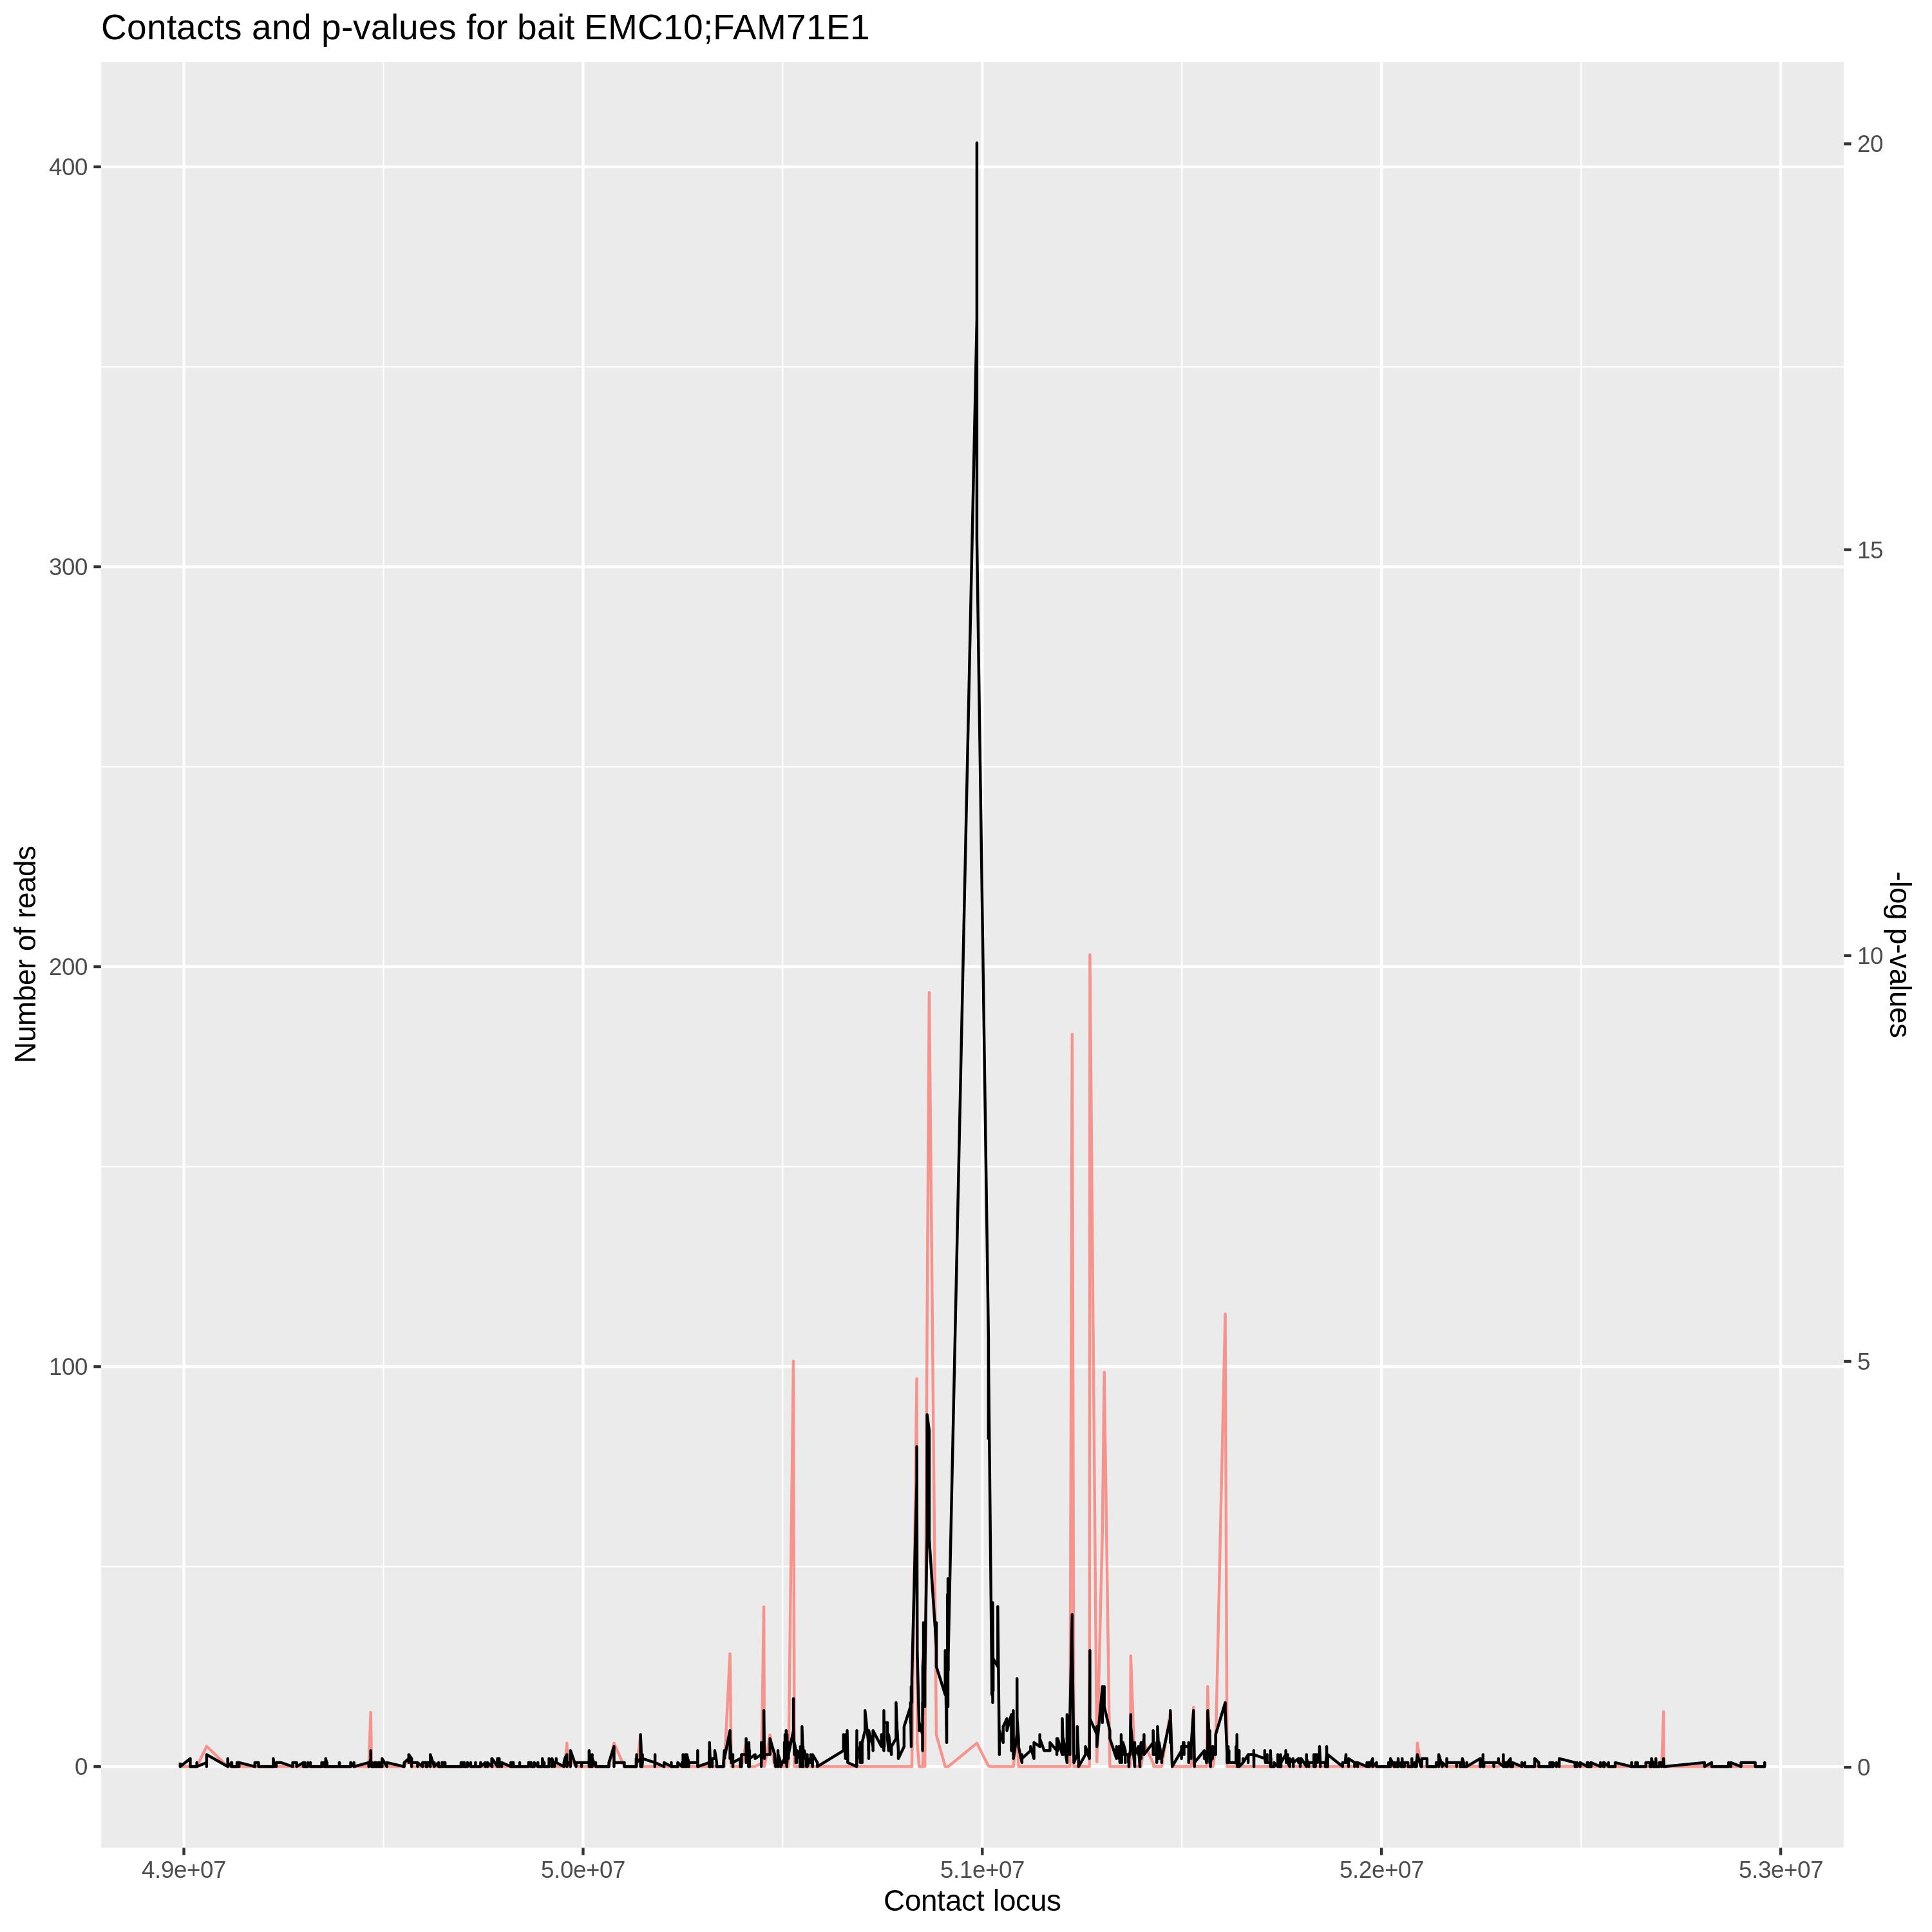 Contacts and p-values for bait EMC10;FAM71E1
400
300
200
100
0
Number of reads
20
15
10
5
0
-log p-values
4.9e+07 5.0e+07 5.1e+07 5.2e+07 5.3e+07
Contact locus